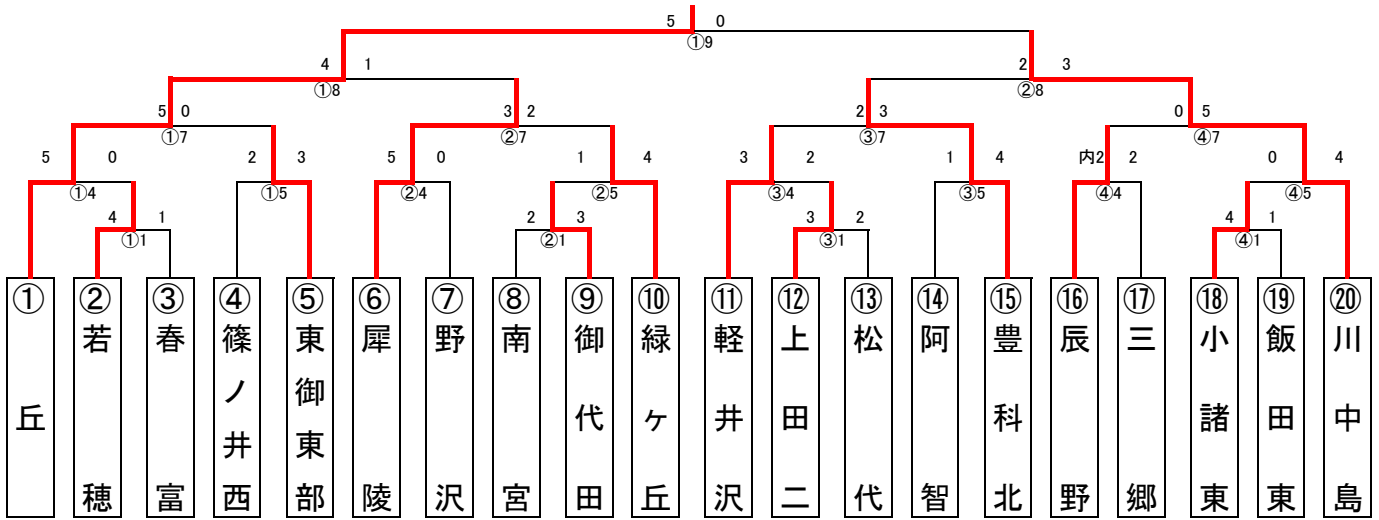 5 0
①9
4 1 2 3
①8 ②8
5 0 3 2 2 3 0 5
①7 ②7 ③7 ④7
5 0 2 3 5 0 1 4 3 2 1 4 内2 2 0 4
①4 ①5 ②4 ②5 ③4 ③5 ④4 ④5
4 1 2 3 3 2 4 1
①1 ②1 ③1 ④1
① 丘
② 若穂
③ 春富
④ 篠ノ井西
⑤ 東御東部
⑥ 犀陵
⑦ 野沢
⑧ 南宮
⑨ 御代田
⑩ 緑ヶ丘
⑪ 軽井沢
⑫ 上田二
⑬ 松代
⑭ 阿智
⑮ 豊科北
⑯ 辰野
⑰ 三郷
⑱ 小諸東
⑲ 飯田東
⑳ 川中島